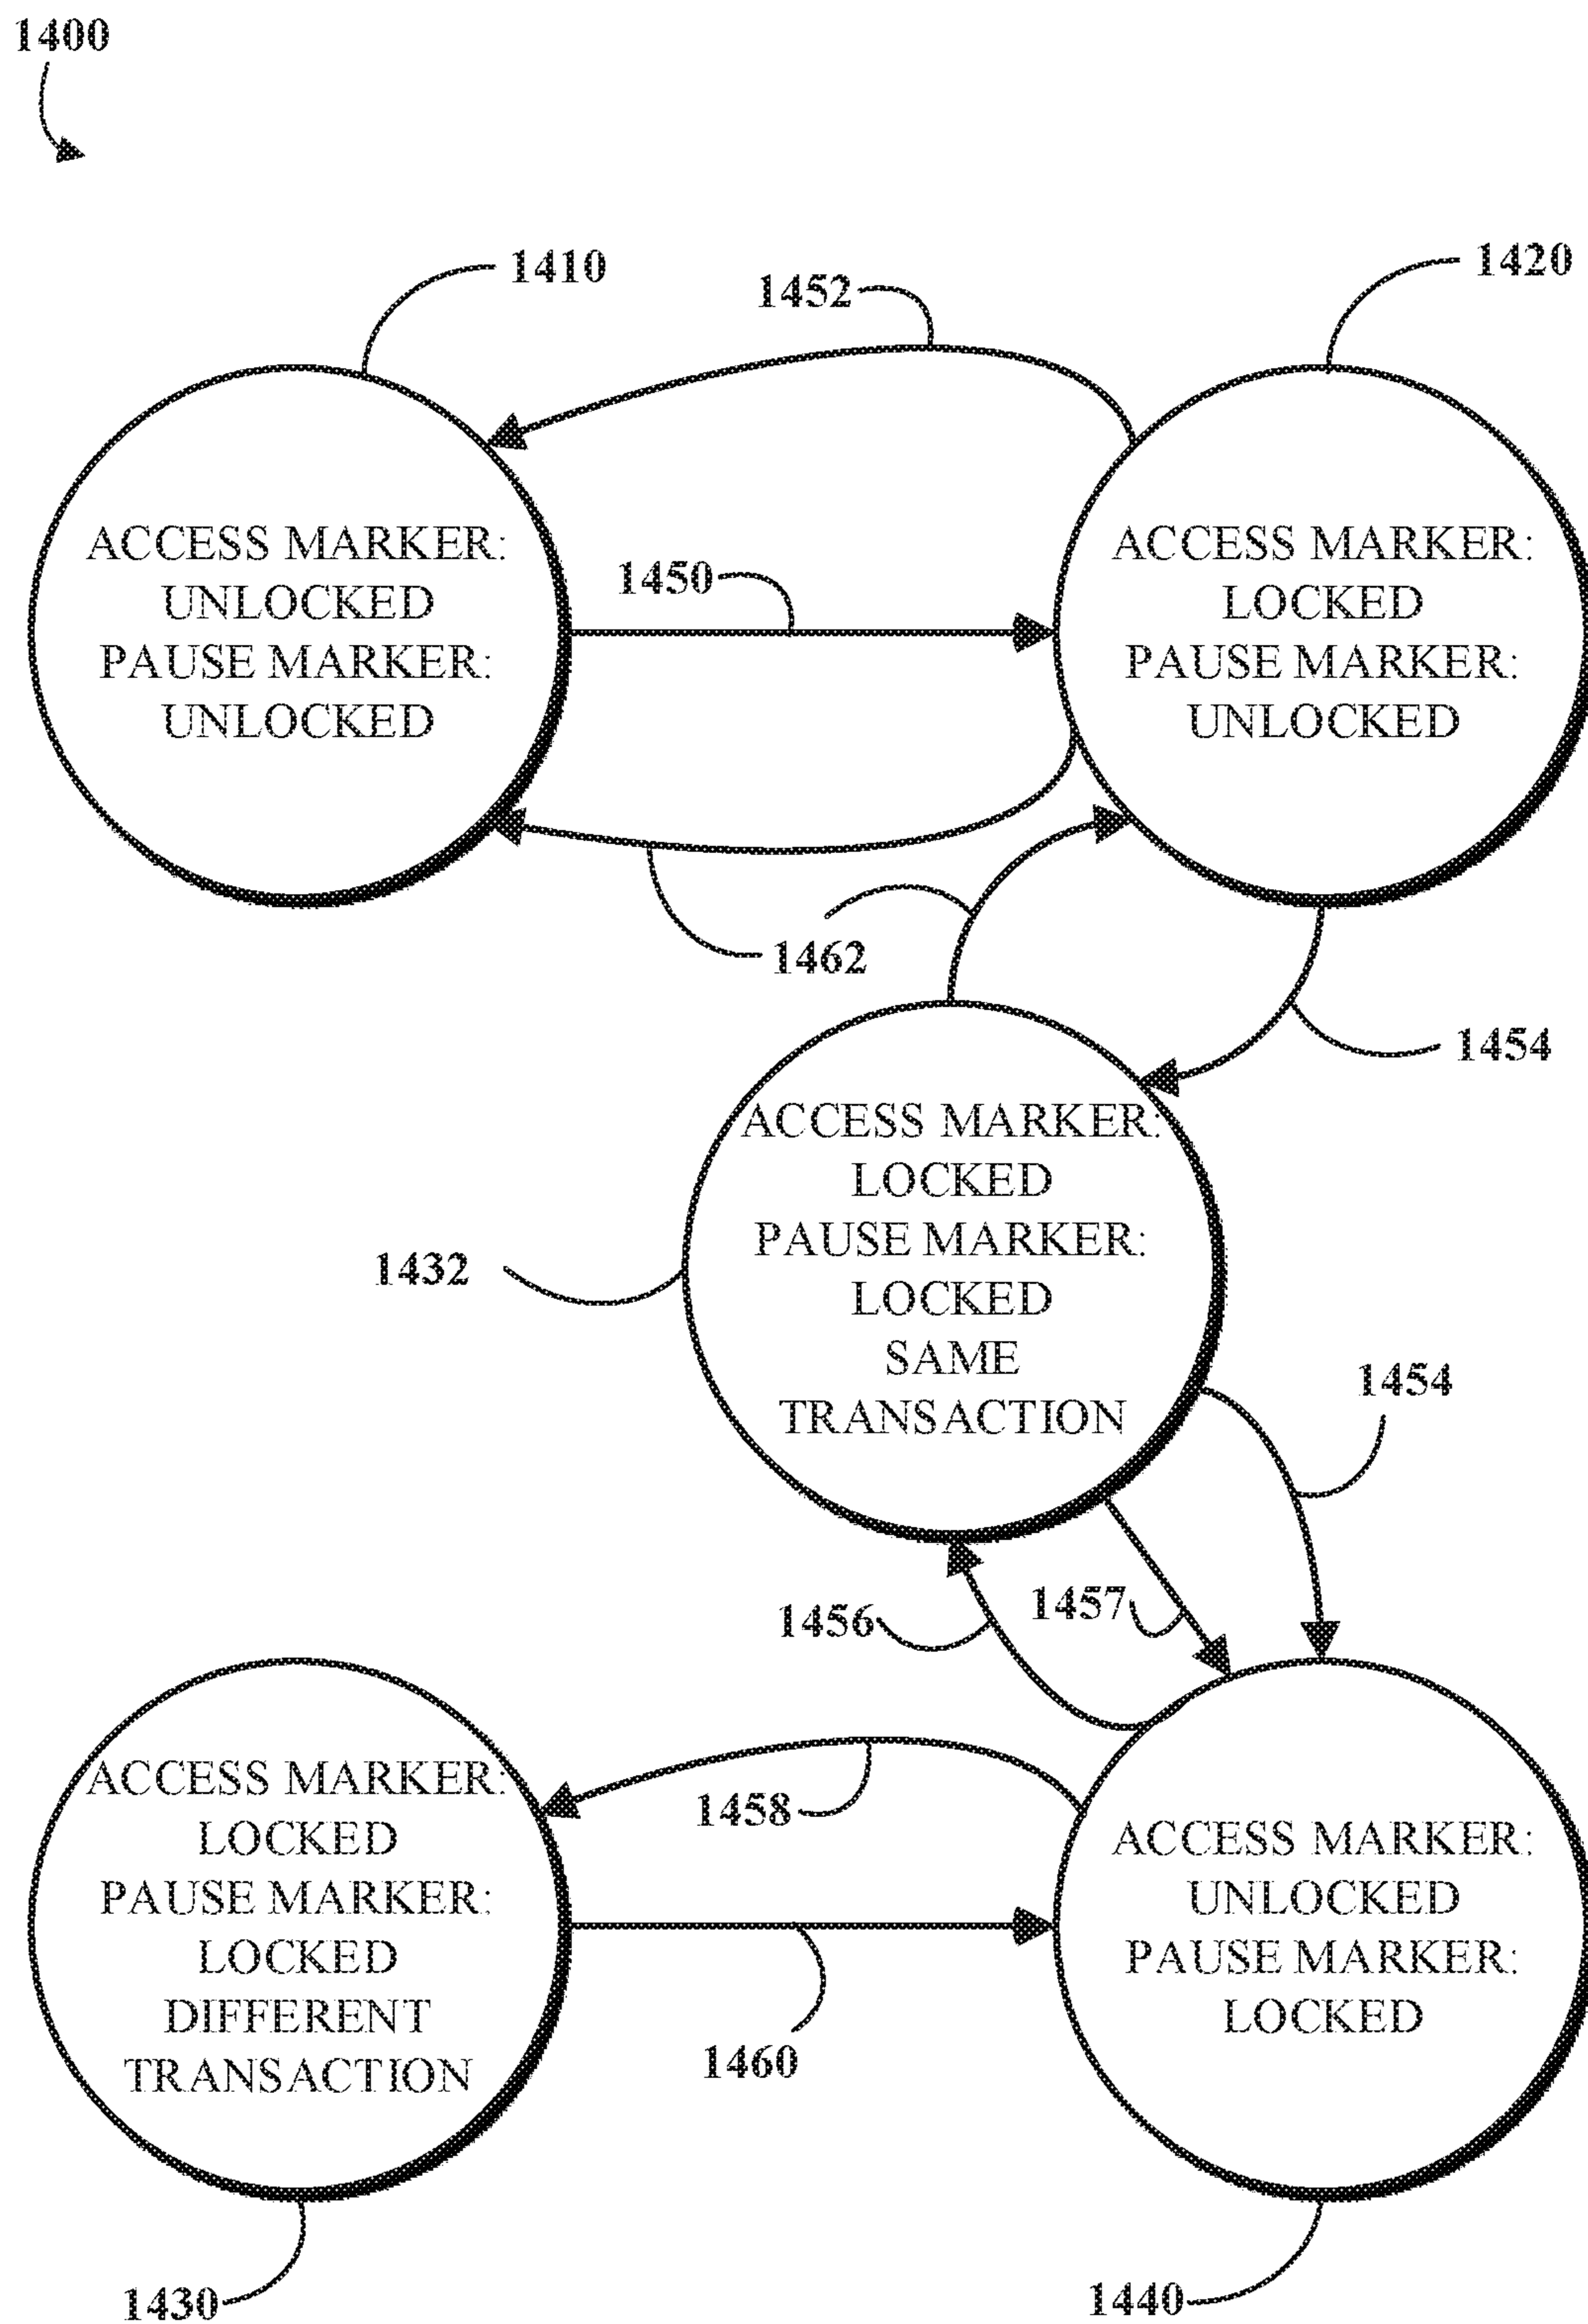 1400
1410
1420
1452
ACCESS MARKER:
UNLOCKED
PAUSE MARKER:
UNLOCKED
1450
ACCESS MARKER:
LOCKED
PAUSE MARKER:
UNLOCKED
1462
1454
ACCESS MARKER:
LOCKED
PAUSE MARKER:
LOCKED
SAME
TRANSACTION
1432
1454
1456
1457
ACCESS MARKER:
LOCKED
PAUSE MARKER:
LOCKED
DIFFERENT
TRANSACTION
1458
ACCESS MARKER:
UNLOCKED
PAUSE MARKER:
LOCKED
1460
1430
1440